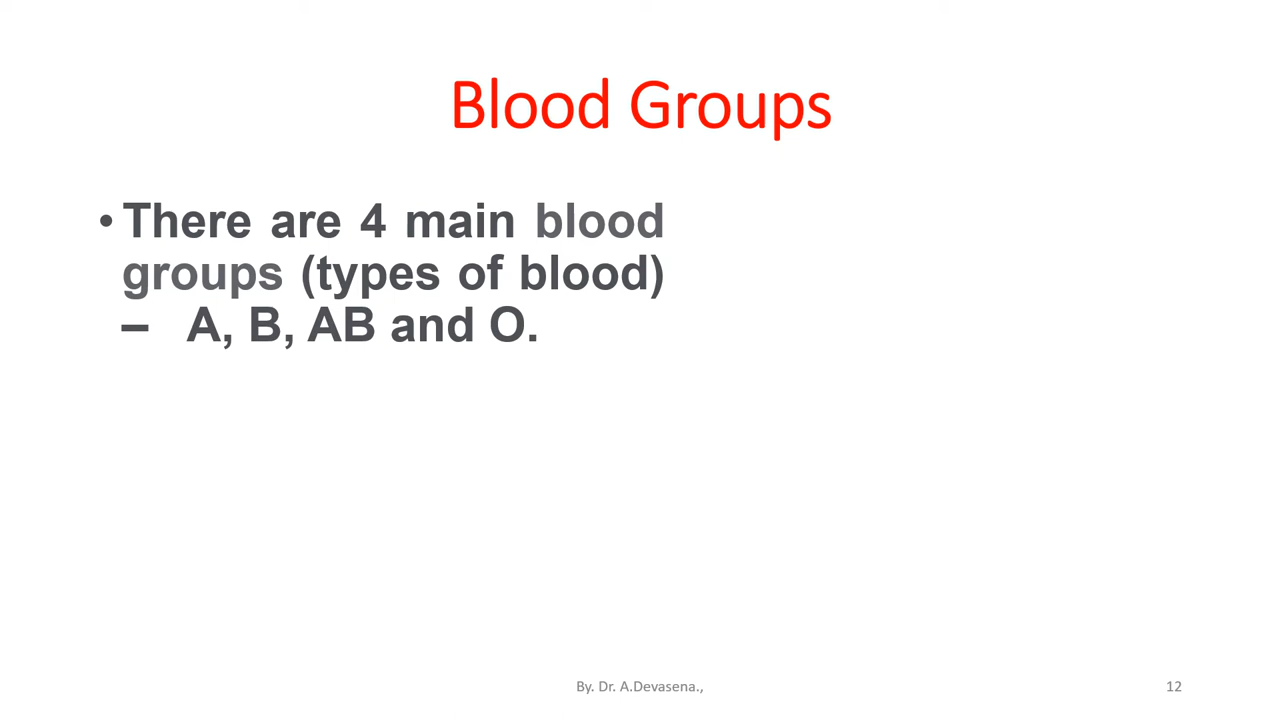 Blood Groups
• There are 4 main blood
groups (types of blood)
– A, B, AB and O.
By. Dr. A.Devasena.,
12